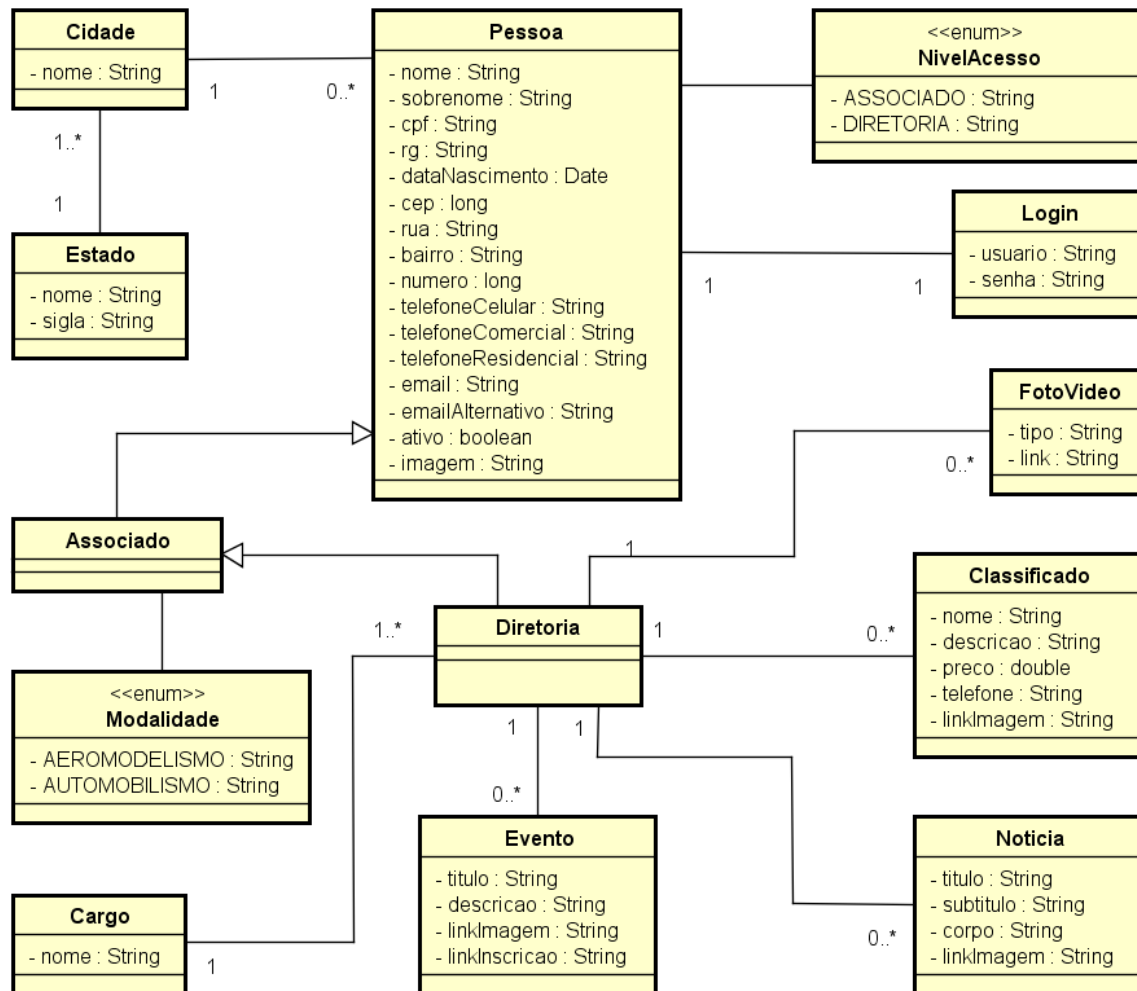 Cidade
- nome : String
1
0..*
1..*
1
Estado
- nome : String
- sigla : String
Pessoa
- nome : String
- sobrenome : String
- cpf : String
- rg : String
- dataNascimento : Date
- cep : long
- rua : String
- bairro : String
- numero : long
- telefoneCelular : String
- telefoneComercial : String
- telefoneResidencial : String
- email : String
- emailAlternativo : String
- ativo : boolean
- imagem : String
<<enum>>
NivelAcesso
- ASSOCIADO : String
- DIRETORIA : String
1
1
Login
- usuario : String
- senha : String
FotoVideo
- tipo : String
- link : String
0..*
1
Associado
<<enum>>
Modalidade
- AEROMODELISMO : String
- AUTOMOBILISMO : String
Diretoria
1..*
1
0..*
Classificado
- nome : String
- descricao : String
- preco : double
- telefone : String
- linkImagem : String
1
1
0..*
Evento
- titulo : String
- descricao : String
- linkImagem : String
- linkInscricao : String
0..*
Noticia
- titulo : String
- subtitulo : String
- corpo : String
- linkImagem : String
Cargo
- nome : String
1